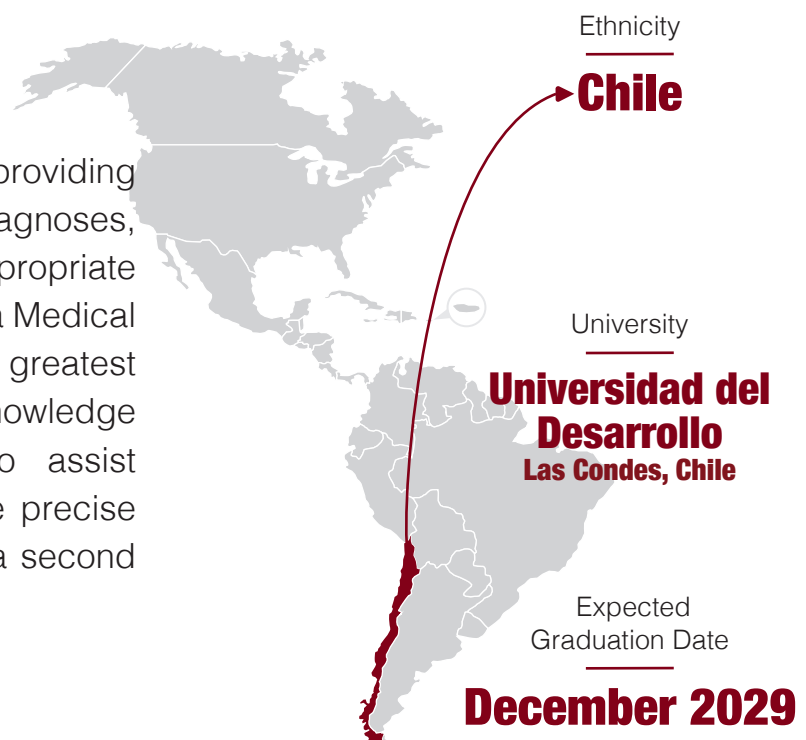 providing
agnoses,
propriate
a Medical
greatest
nowledge
o assist
e precise
a second
Ethnicity
Chile
University
Universidad del
Desarrollo
Las Condes, Chile
Expected
Graduation Date
December 2029